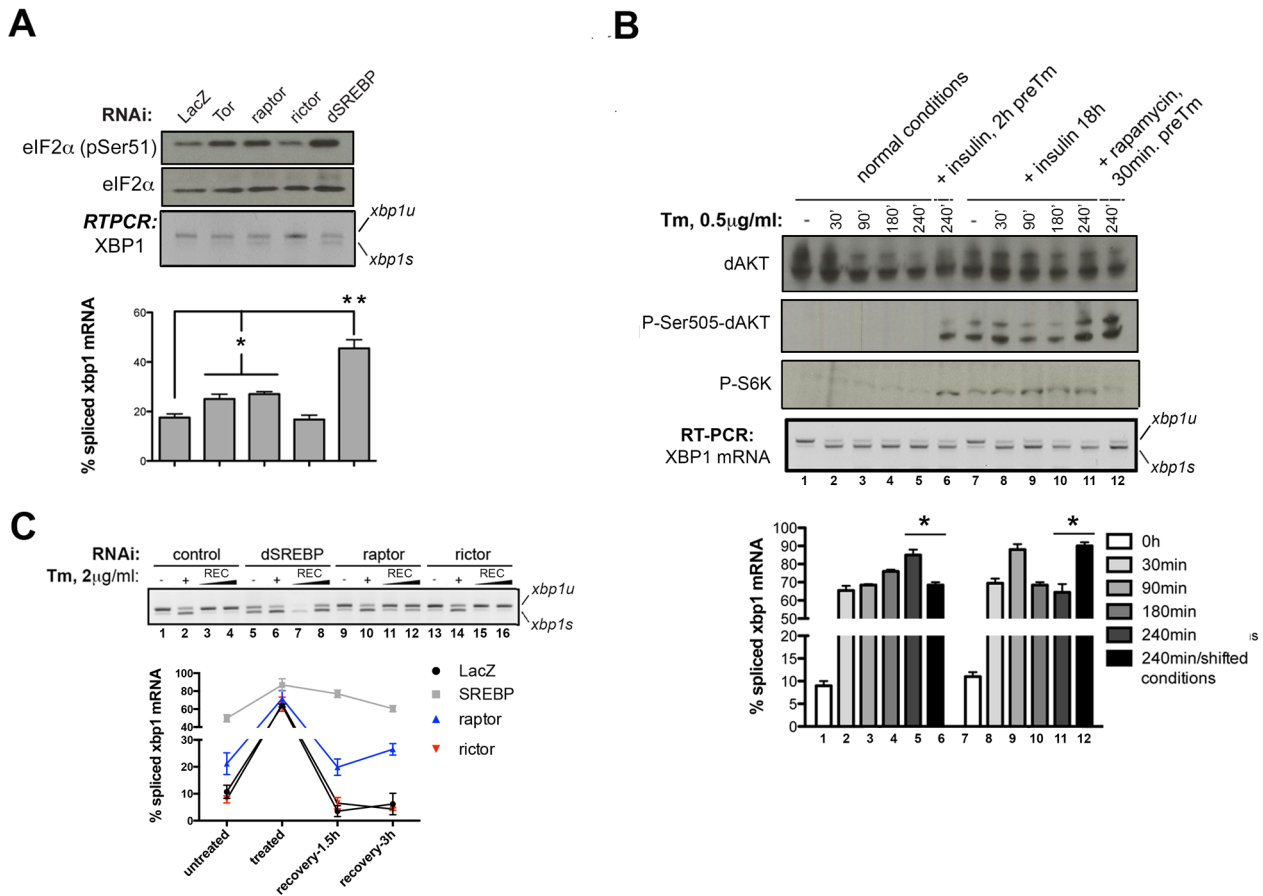 A
RNAi:
LacZ
Tor
raptor
rictor
dSREBP
eIF2α (pSer51)
eIF2α
RTPCR:
XBP1
xbp1u
xbp1s
% spliced xbp1 mRNA
60
40
20
0
*
**
B
normal conditions
+ insulin, 2h preTm
+ insulin 18h
+ rapamycin,
30min. preTm
Tm, 0.5μg/ml:
- 30' 90' 180' 240' 240' - 30' 90' 180' 240' 240'
dAKT
P-Ser505-dAKT
P-S6K
RT-PCR:
XBP1 mRNA
xbp1u
xbp1s
1 2 3 4 5 6 7 8 9 10 11 12
% spliced xbp1 mRNA
100
90
80
70
60
50
20
15
10
5
0
* *
1 2 3 4 5 6 7 8 9 10 11 12
0h
30min
90min
180min
240min
240min/shifted
conditions
s
C
RNAi:
control dSREBP raptor rictor
Tm, 2μg/ml:
- + REC - + REC - + REC - + REC
xbp1u
xbp1s
1 2 3 4 5 6 7 8 9 10 11 12 13 14 15 16
% spliced xbp1 mRNA
100
80
60
40
30
20
10
0
untreated
treated
recovery-1.5h
recovery-3h
LacZ
SREBP
raptor
rictor